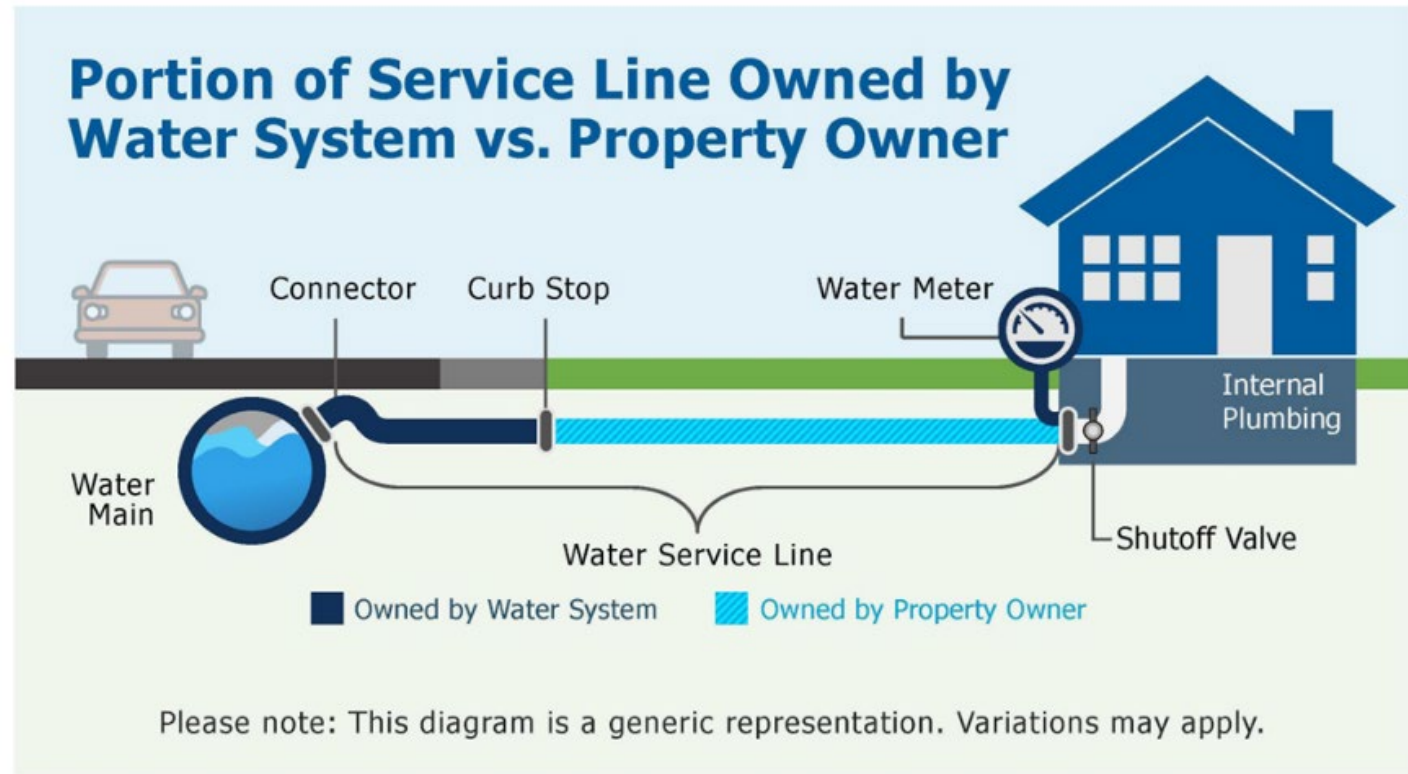 Portion of Service Line Owned by
Water System vs. Property Owner
Connector
Curb Stop
Water Meter
Internal
Plumbing
Water
Main
Shutoff Valve
Water Service Line
Owned by Water System
Owned by Property Owner
Please note: This diagram is a generic representation. Variations may apply.